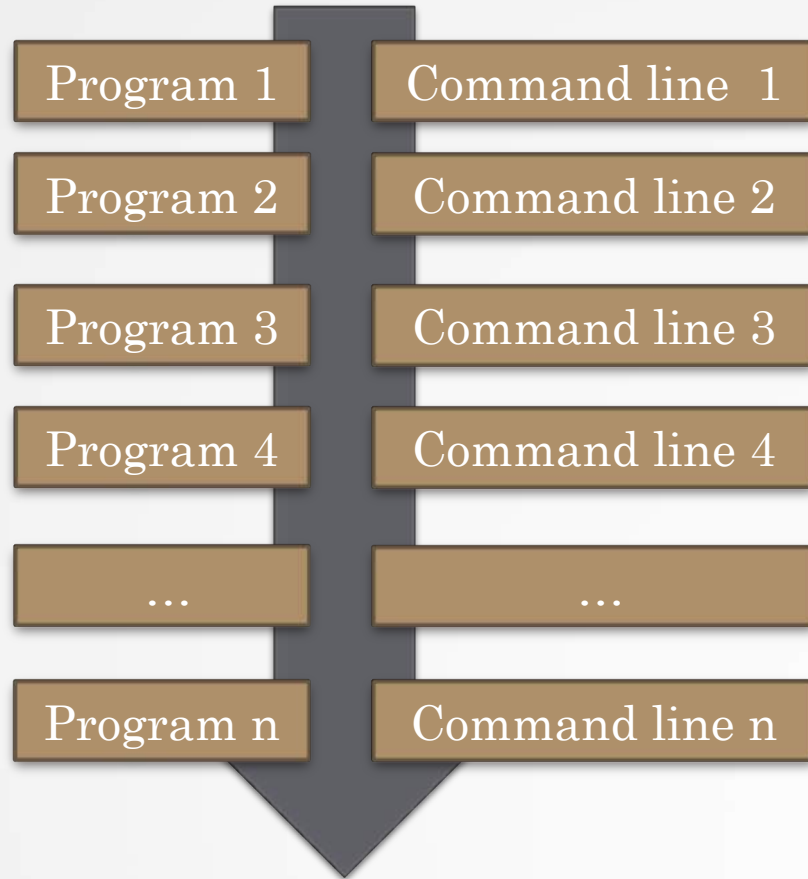 Program 1
Command line 1
Program 2
Command line 2
Program 3
Command line 3
Program 4
Command line 4
...
...
Program n
Command line n